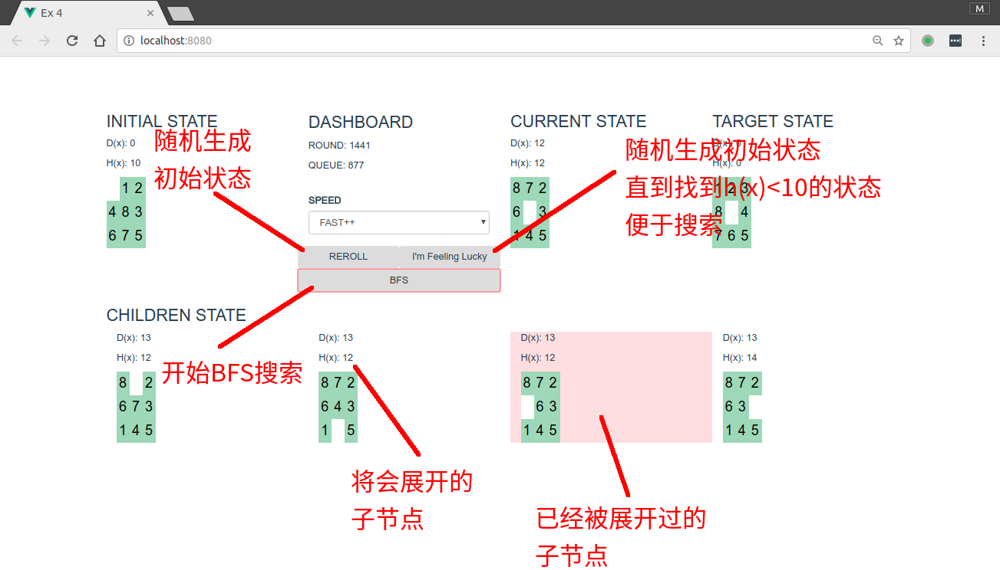 Ex 4
M
localhost:8080
INITIAL STATE
D(x): 0
H(x): 10
1 2
4 8 3
6 7 5
随机生成
初始状态
DASHBOARD
ROUND: 1441
QUEUE: 877
SPEED
FAST++
REROLL
I'm Feeling Lucky
BFS
CURRENT STATE
D(x): 12
H(x): 12
8 7 2
6 3
1 4 5
TARGET STATE
D(x): 0
H(x): 0
1 2 3
8 4
7 6 5
随机生成初始状态
直到找到h(x)<10的状态
便于搜索
CHILDREN STATE
D(x): 13
H(x): 12
8 2
6 7 3
1 4 5
开始BFS搜索
D(x): 13
H(x): 12
8 7 2
6 4 3
1 5
将会展开的
子节点
D(x): 13
H(x): 12
8 7 2
6 3
1 4 5
已经被展开过的
子节点
D(x): 13
H(x): 14
8 7 2
6 3
1 4 5